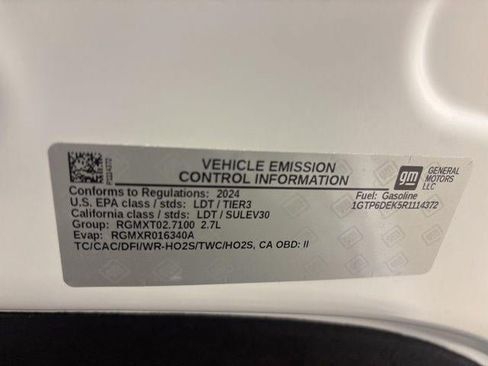 VEHICLE EMISSION
CONTROL INFORMATION
gm GENERAL MOTORS LLC
Conforms to Regulations: 2024
Fuel: Gasoline
U.S. EPA class / stds: LDT / TIER3
1GTP6DEK5R1114372
California class / stds: LDT / SULEV30
Group: RGMXT02.7100 2.7L
Evap: RGMXR016340A
TC/CAC/DFI/WR-HO2S/TWC/HO2S, CA OBD: II